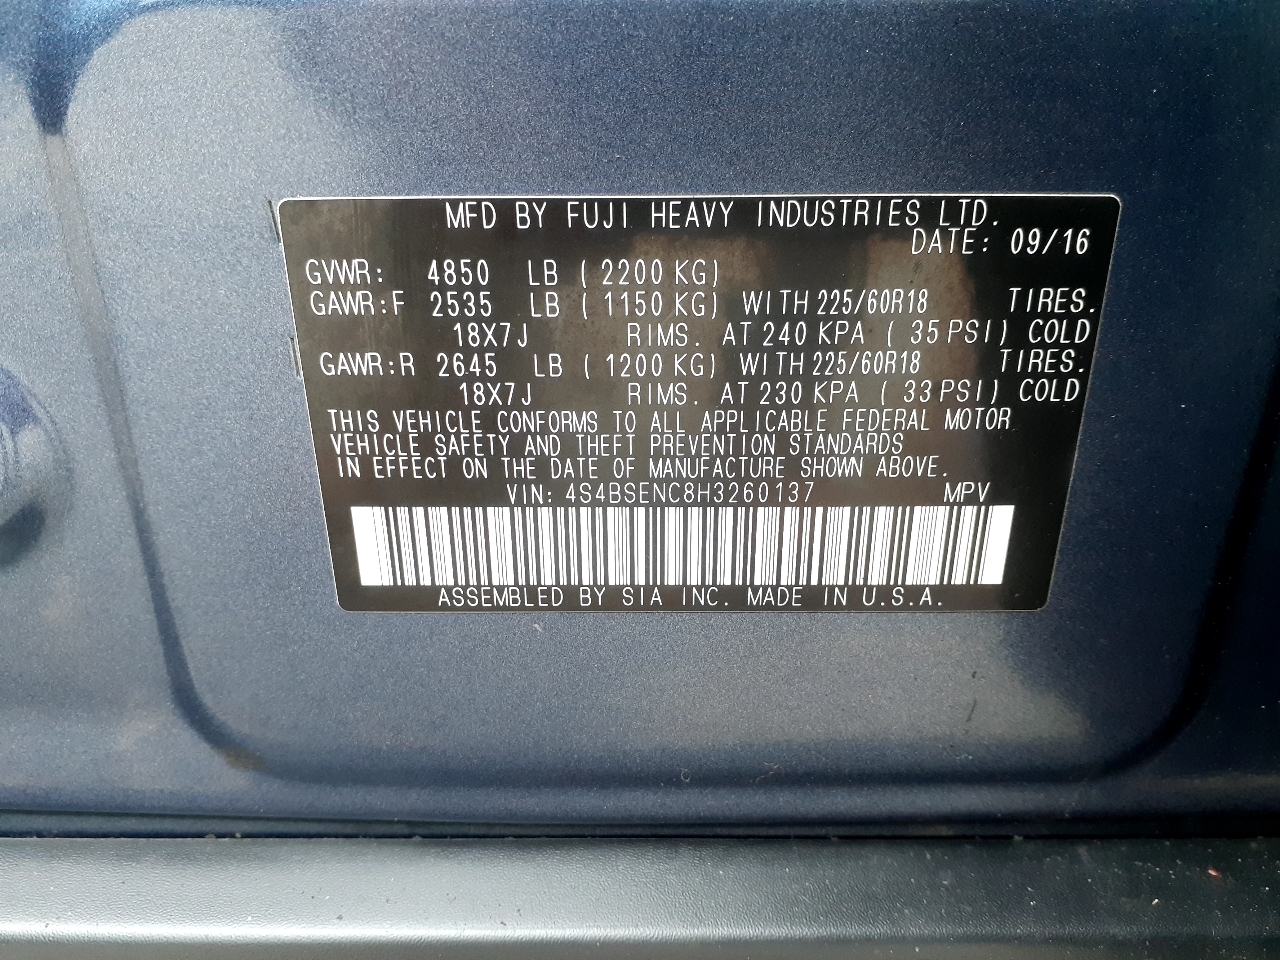 MFD BY FUJI HEAVY INDUSTRIES LTD.
DATE: 09/16
GVWR: 4850 LB ( 2200 KG)
GAWR:F 2535 LB ( 1150 KG) WITH 225/60R18 TIRES.
18X7J RIMS. AT 240 KPA ( 35 PSI) COLD
GAWR:R 2645 LB ( 1200 KG) WITH 225/60R18 TIRES.
18X7J RIMS. AT 230 KPA ( 33 PSI) COLD
THIS VEHICLE CONFORMS TO ALL APPLICABLE FEDERAL MOTOR
VEHICLE SAFETY AND THEFT PREVENTION STANDARDS
IN EFFECT ON THE DATE OF MANUFACTURE SHOWN ABOVE.
VIN: 4S4BSENC8H3260137 MPV
ASSEMBLED BY SIA INC. MADE IN U.S.A.